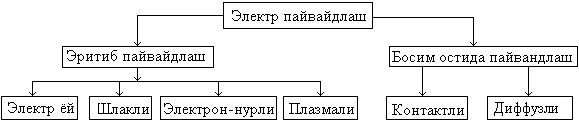 Электр пайвайдлаш
Эритиб пайвайдлаш
Босим остида пайвандлаш
Электр ёй
Шлакли
Электрон-нурли
Плазмали
Контактли
Диффузли